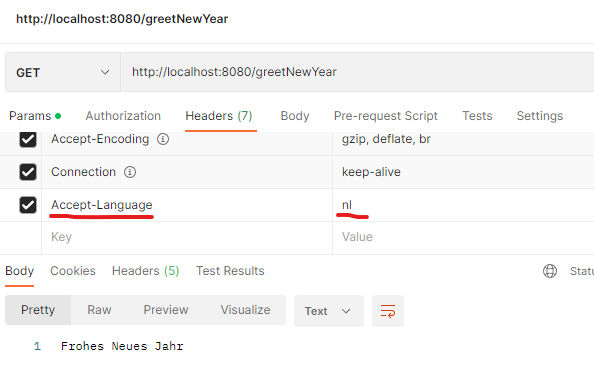 http://localhost:8080/greetNewYear
GET http://localhost:8080/greetNewYear
Params Authorization Headers (7) Body Pre-request Script Tests Settings
Accept-Encoding gzip, deflate, br
Connection keep-alive
Accept-Language nl
Key Value
Body Cookies Headers (5) Test Results Statu
Pretty Raw Preview Visualize Text
1 Frohes Neues Jahr